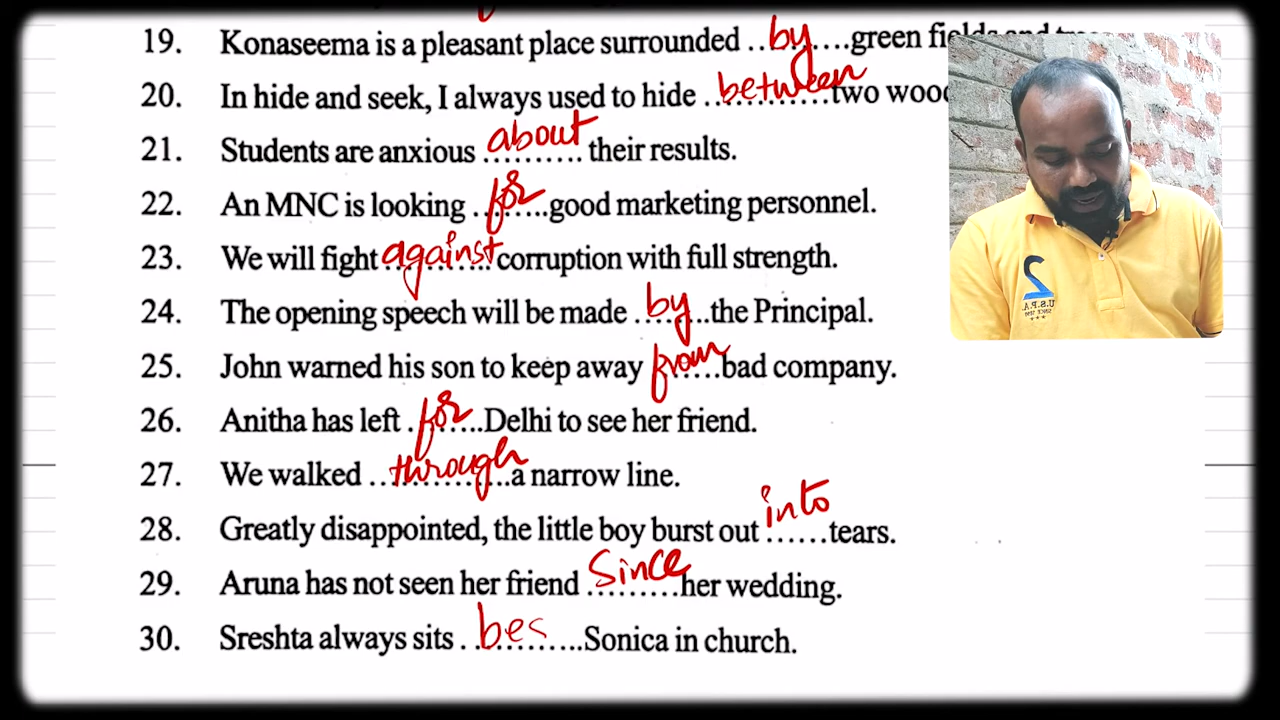 19. Konaseema is a pleasant place surrounded ..by....green fields and
20. In hide and seek, I always used to hide ..between..two
21. Students are anxious ..about.. their results.
22. An MNC is looking ..for..good marketing personnel.
23. We will fight ..against..corruption with full strength.
24. The opening speech will be made ..by..the Principal.
25. John warned his son to keep away ..from..bad company.
26. Anitha has left ..for..Delhi to see her friend.
27. We walked ..through..a narrow line.
28. Greatly disappointed, the little boy burst out ..into..tears.
29. Aruna has not seen her friend ..Since..her wedding.
30. Sreshta always sits ..bes..Sonica in church.
2
U.S.P.A.
SINCE 1890